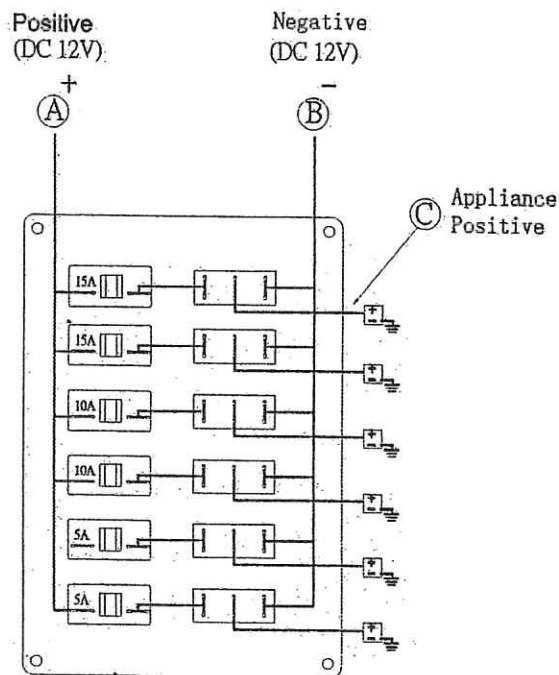 Positive
(DC 12V)
+
A
Negative
(DC 12V)
-
B
C
Appliance
Positive
15A
15A
10A
10A
5A
5A
+
-
+
-
+
-
+
-
+
-
+
-